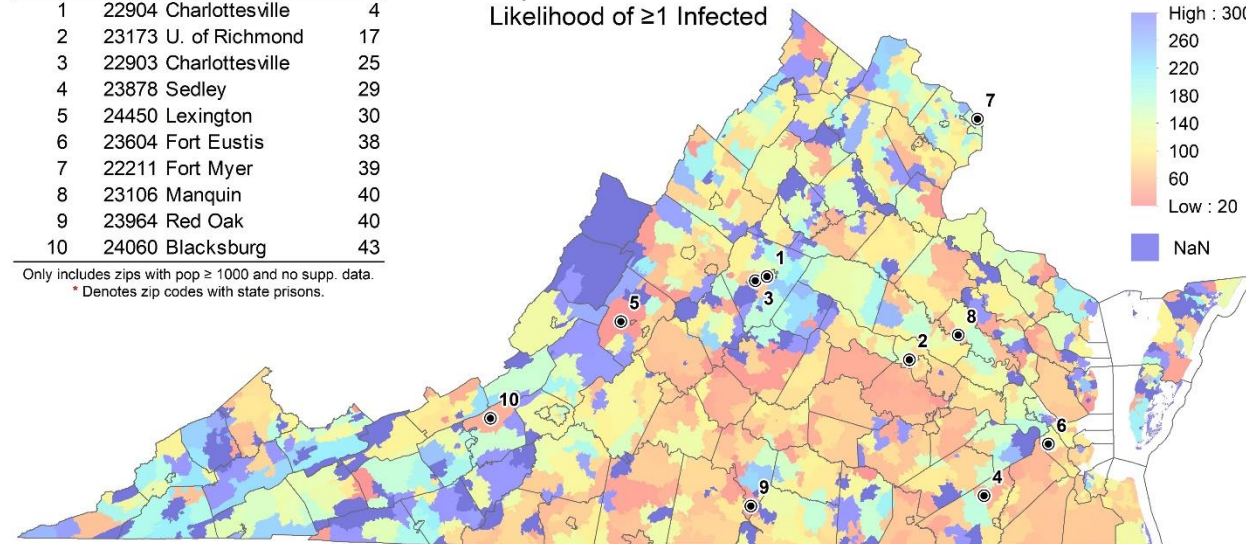 1 22904 Charlottesville 4
2 23173 U. of Richmond 17
3 22903 Charlottesville 25
4 23878 Sedley 29
5 24450 Lexington 30
6 23604 Fort Eustis 38
7 22211 Fort Myer 39
8 23106 Manquin 40
9 23964 Red Oak 40
10 24060 Blacksburg 43
Only includes zips with pop ≥ 1000 and no supp. data.
* Denotes zip codes with state prisons.
Likelihood of ≥1 Infected
High : 300
260
220
180
140
100
60
Low : 20
NaN
7
1
3
5
8
2
10
6
4
9